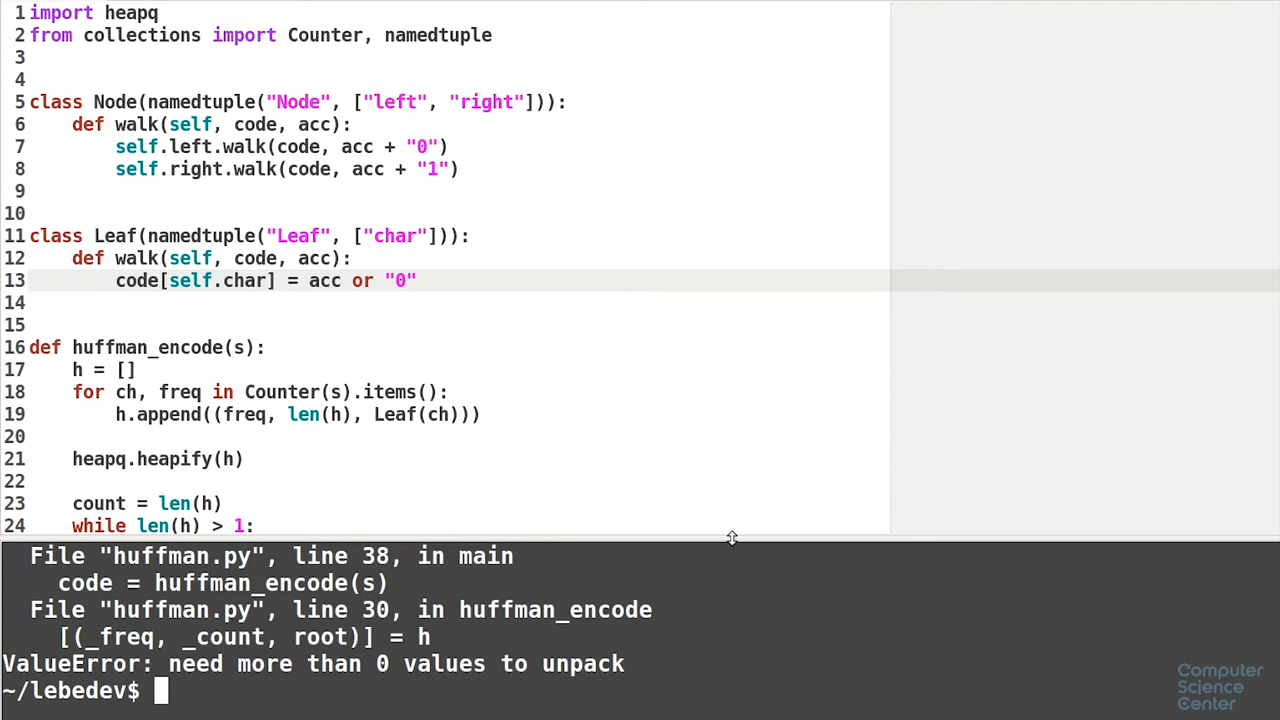 1 import heapq
2 from collections import Counter, namedtuple
3
4
5 class Node(namedtuple("Node", ["left", "right"])):
6     def walk(self, code, acc):
7         self.left.walk(code, acc + "0")
8         self.right.walk(code, acc + "1")
9
10
11 class Leaf(namedtuple("Leaf", ["char"])):
12     def walk(self, code, acc):
13         code[self.char] = acc or "0"
14
15
16 def huffman_encode(s):
17     h = []
18     for ch, freq in Counter(s).items():
19         h.append((freq, len(h), Leaf(ch)))
20
21     heapq.heapify(h)
22
23     count = len(h)
24     while len(h) > 1:
  File "huffman.py", line 38, in main
    code = huffman_encode(s)
  File "huffman.py", line 30, in huffman_encode
    [(_freq, _count, root)] = h
ValueError: need more than 0 values to unpack
~/lebedev$
Computer
Science
Center